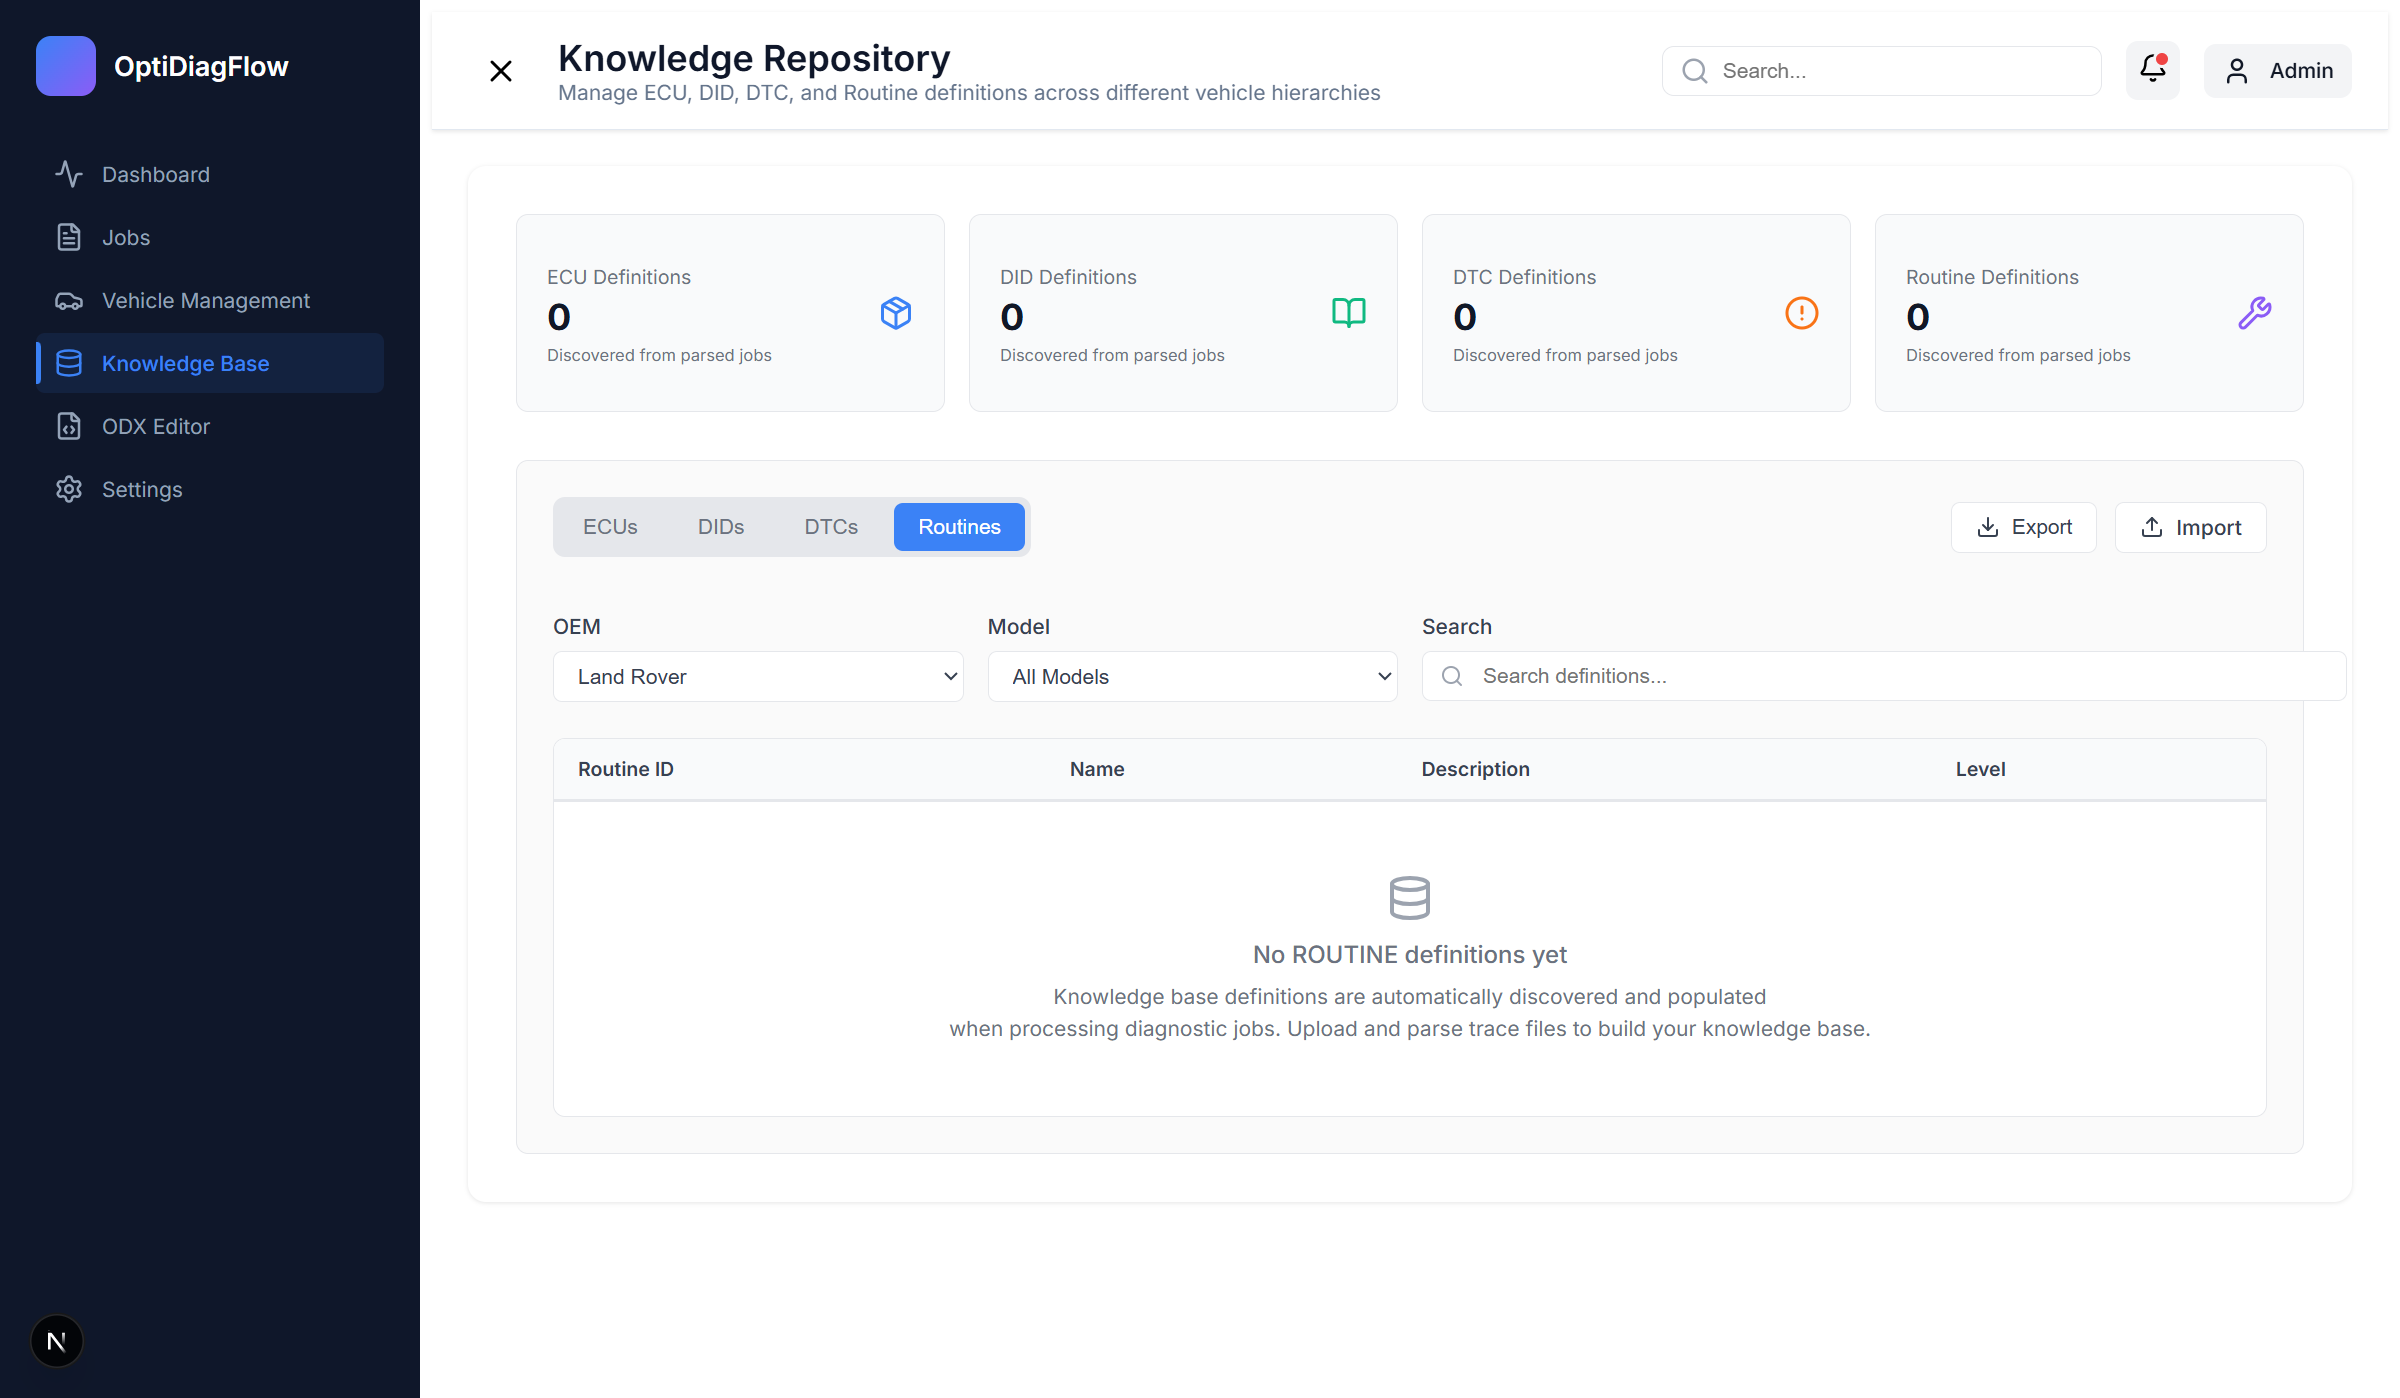 OptiDiagFlow
Dashboard
Jobs
Vehicle Management
Knowledge Base
ODX Editor
Settings
N
Knowledge Repository
Manage ECU, DID, DTC, and Routine definitions across different vehicle hierarchies
Search...
Admin
ECU Definitions
0
Discovered from parsed jobs
DID Definitions
0
Discovered from parsed jobs
DTC Definitions
0
Discovered from parsed jobs
Routine Definitions
0
Discovered from parsed jobs
ECUs DIDs DTCs Routines
Export Import
OEM Model Search
Land Rover All Models Search definitions...
Routine ID Name Description Level
No ROUTINE definitions yet
Knowledge base definitions are automatically discovered and populated
when processing diagnostic jobs. Upload and parse trace files to build your knowledge base.